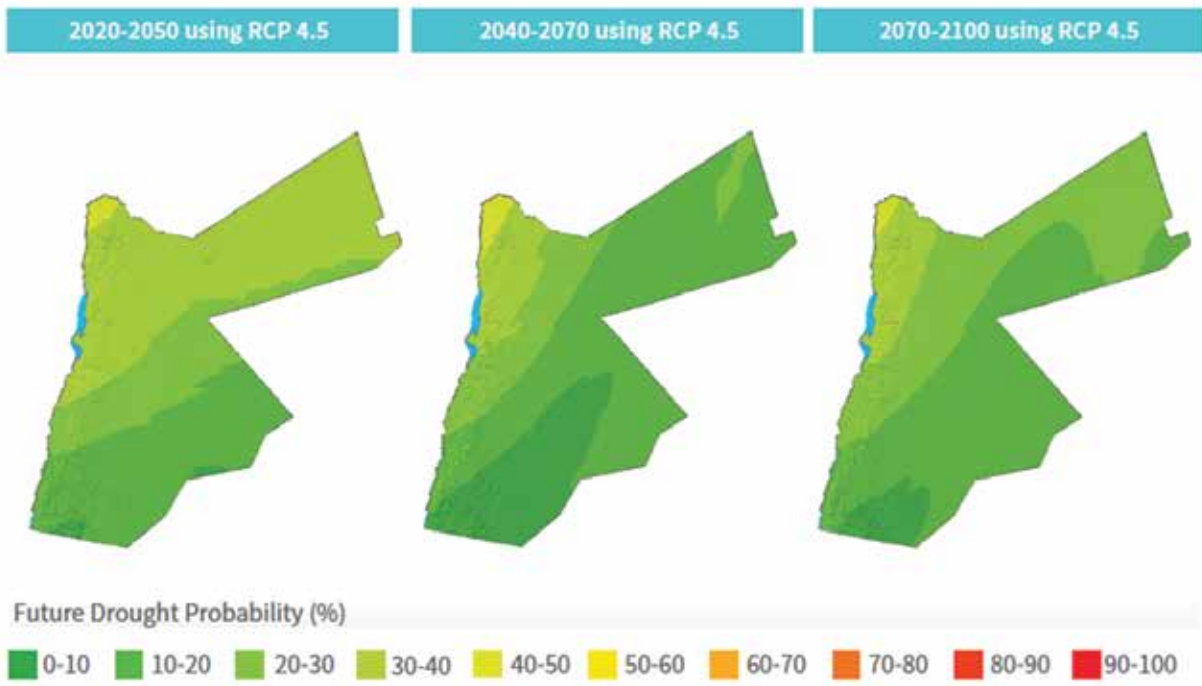 2020-2050 using RCP 4.5
2040-2070 using RCP 4.5
2070-2100 using RCP 4.5
Future Drought Probability (%)
0-10 10-20 20-30 30-40 40-50 50-60 60-70 70-80 80-90 90-100